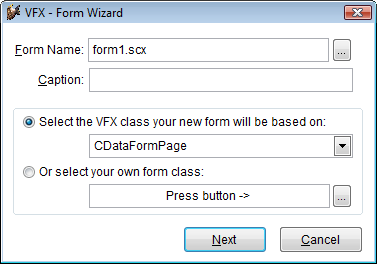 VFX - Form Wizard
Form Name: form1.scx ...
Caption:
Select the VFX class your new form will be based on:
CDataFormPage
Or select your own form class:
Press button -> ...
Next Cancel